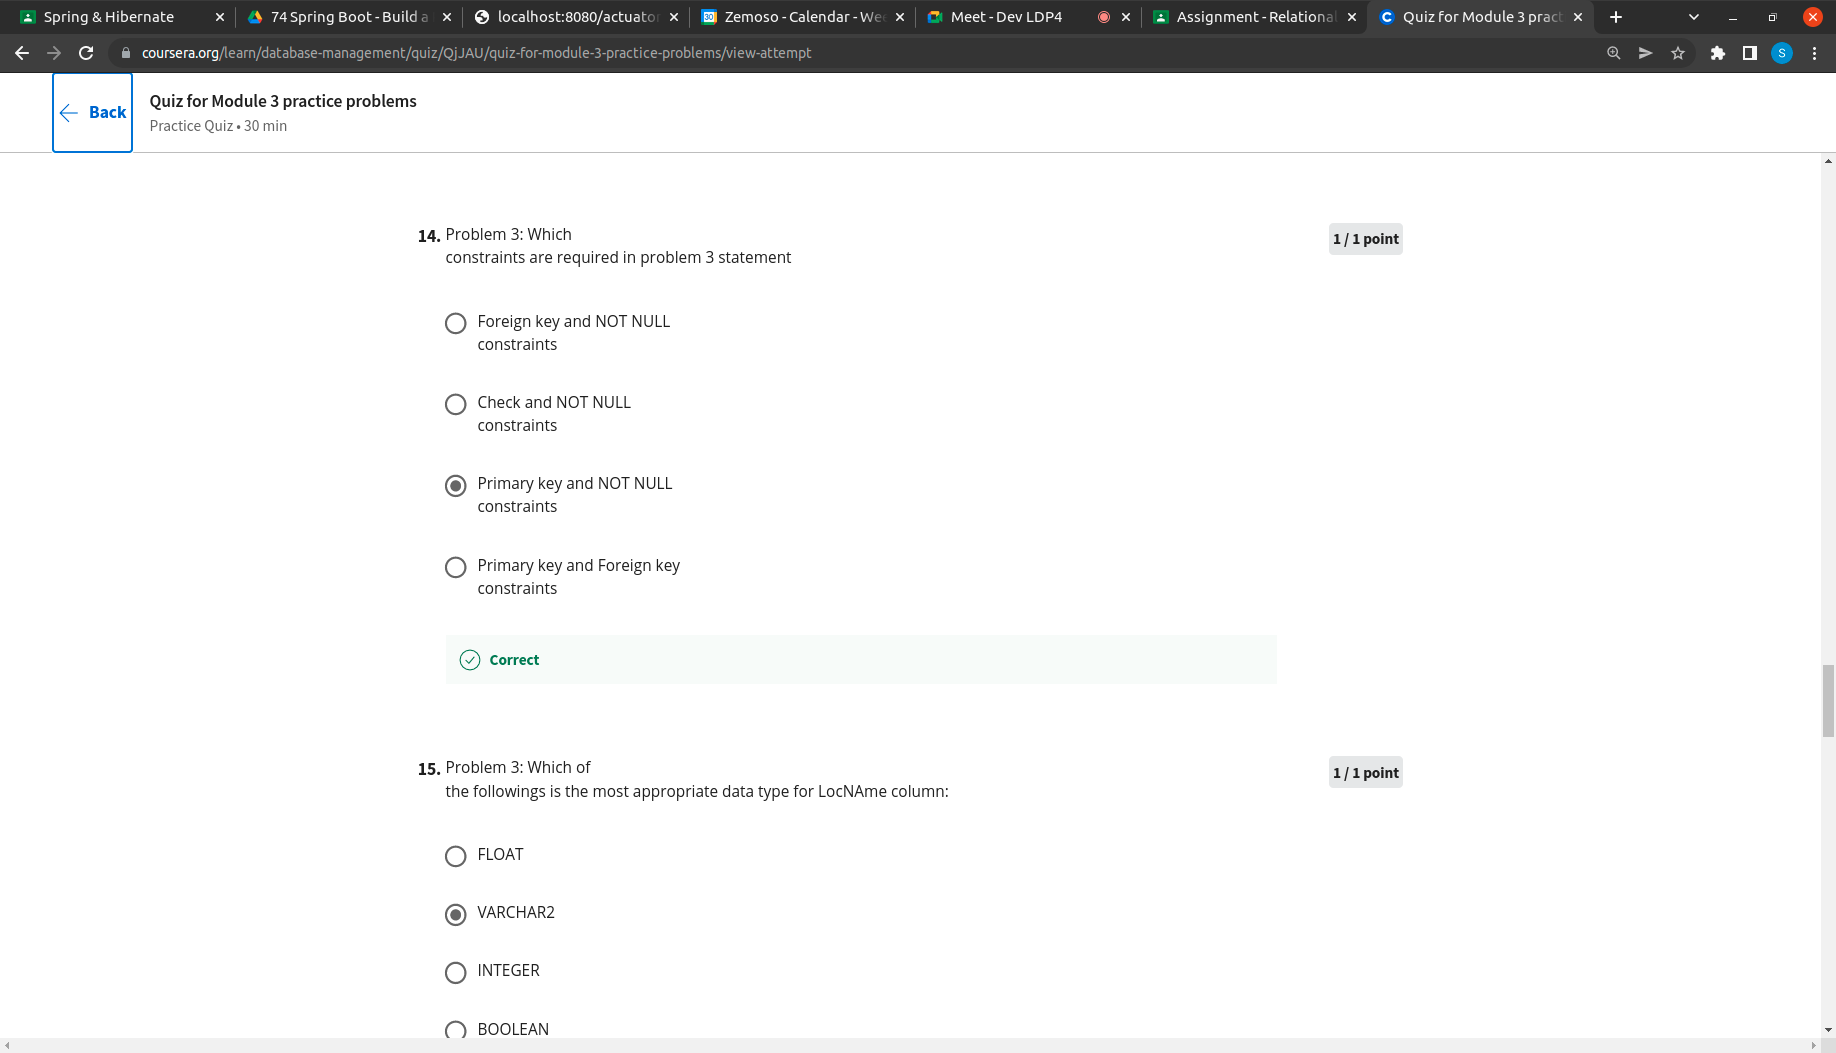 Spring & Hibernate
74 Spring Boot - Build a
localhost:8080/actuator
Zemoso - Calendar - We
Meet - Dev LDP4
Assignment - Relational
Quiz for Module 3 pract
coursera.org/learn/database-management/quiz/QjJAU/quiz-for-module-3-practice-problems/view-attempt
S
Back
Quiz for Module 3 practice problems
Practice Quiz • 30 min
14. Problem 3: Which
constraints are required in problem 3 statement
1 / 1 point
Foreign key and NOT NULL
constraints
Check and NOT NULL
constraints
Primary key and NOT NULL
constraints
Primary key and Foreign key
constraints
Correct
15. Problem 3: Which of
the followings is the most appropriate data type for LocNAme column:
1 / 1 point
FLOAT
VARCHAR2
INTEGER
BOOLEAN